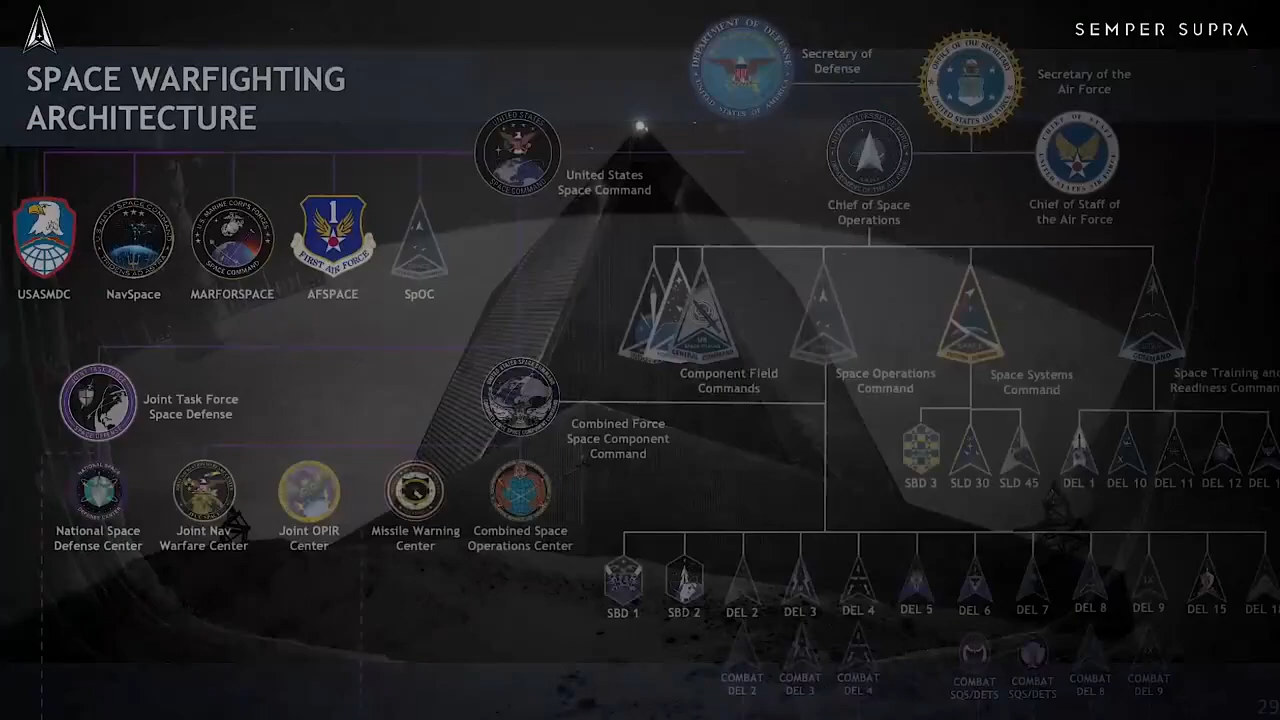 SEMPER SUPRA
SPACE WARFIGHTING
ARCHITECTURE
Secretary of
Defense
Secretary of the
Air Force
United States
Space Command
Chief of Space
Operations
Chief of Staff of
the Air Force
USASMDC
NavSpace
MARFORSPACE
AFSPACE
SpOC
Component Field
Commands
Space Operations
Command
Space Systems
Command
Space Training and
Readiness Comman
Joint Task Force
Space Defense
Combined Force
Space Component
Command
SBD 3
SLD 30
SLD 45
DEL 1
DEL 10
DEL 11
DEL 12
DEL 1
National Space
Defense Center
Joint Nav
Warfare Center
Joint OPIR
Center
Missile Warning
Center
Combined Space
Operations Center
SBD 1
SBD 2
DEL 2
DEL 3
DEL 4
DEL 5
DEL 6
DEL 7
DEL 8
DEL 9
DEL 15
DEL 1
COMBAT
DEL 2
COMBAT
DEL 3
COMBAT
DEL 4
COMBAT
SQS/DETS
COMBAT
SQS/DETS
COMBAT
DEL 8
COMBAT
DEL 9
29